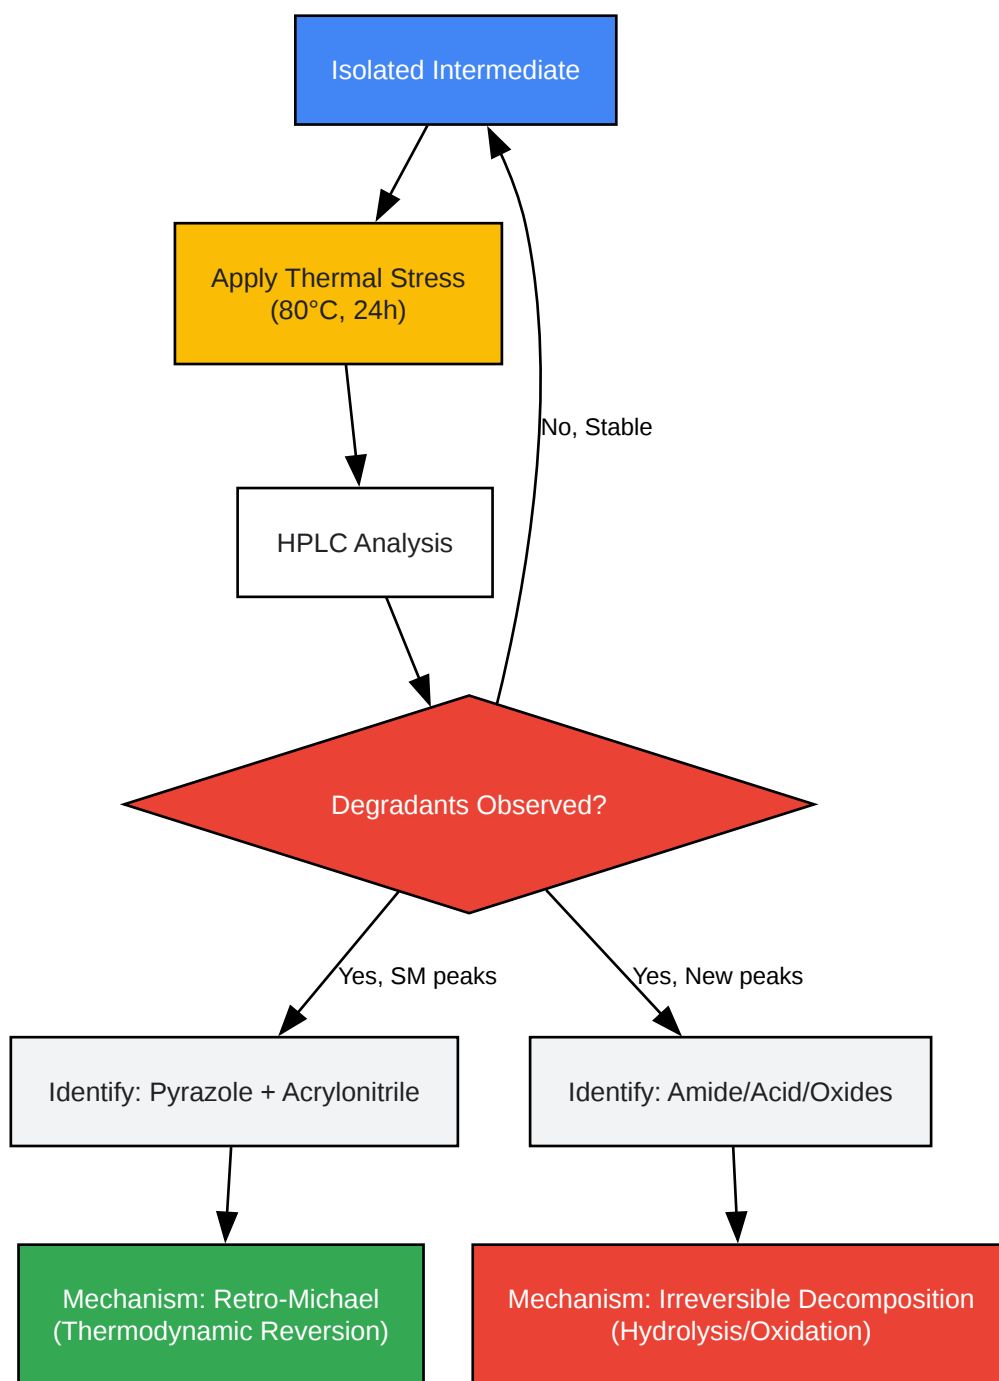 Isolated Intermediate
Apply Thermal Stress
(80°C, 24h)
No, Stable
HPLC Analysis
Degradants Observed?
Yes, SM peaks
Yes, New peaks
Identify: Pyrazole + Acrylonitrile
Identify: Amide/Acid/Oxides
Mechanism: Retro-Michael
(Thermodynamic Reversion)
Mechanism: Irreversible Decomposition
(Hydrolysis/Oxidation)